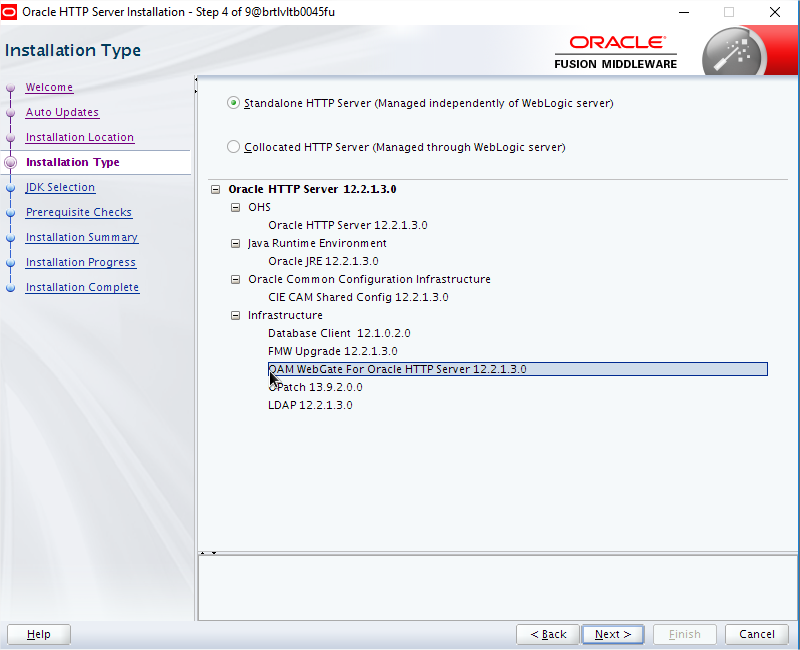 Oracle HTTP Server Installation - Step 4 of 9@brtlvltb0045fu
Installation Type
ORACLE
FUSION MIDDLEWARE
Welcome
Auto Updates
Installation Location
Installation Type
JDK Selection
Prerequisite Checks
Installation Summary
Installation Progress
Installation Complete
Standalone HTTP Server (Managed independently of WebLogic server)
Collocated HTTP Server (Managed through WebLogic server)
Oracle HTTP Server 12.2.1.3.0
OHS
Oracle HTTP Server 12.2.1.3.0
Java Runtime Environment
Oracle JRE 12.2.1.3.0
Oracle Common Configuration Infrastructure
CIE CAM Shared Config 12.2.1.3.0
Infrastructure
Database Client 12.1.0.2.0
FMW Upgrade 12.2.1.3.0
OAM WebGate For Oracle HTTP Server 12.2.1.3.0
OPatch 13.9.2.0.0
LDAP 12.2.1.3.0
Help
< Back
Next >
Finish
Cancel